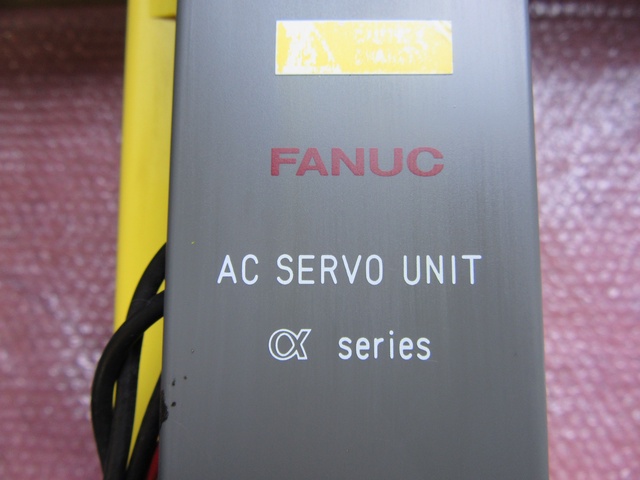 FANUC
AC SERVO UNIT
α series